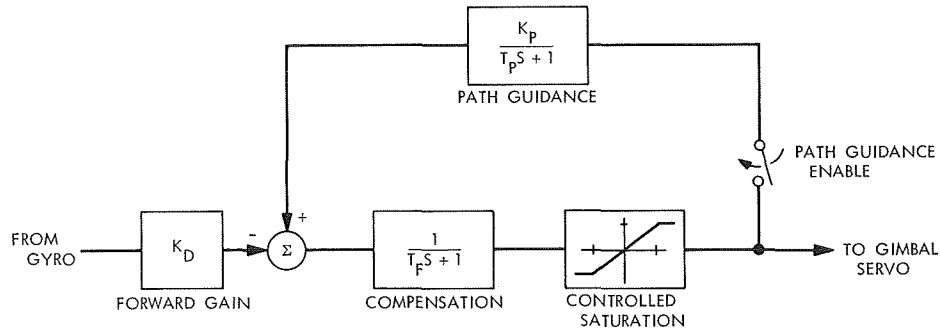 K_P
T_P S + 1
PATH GUIDANCE
PATH GUIDANCE
ENABLE
+
-
FROM
GYRO
K_D
Σ
1
T_F S + 1
TO GIMBAL
SERVO
FORWARD GAIN
COMPENSATION
CONTROLLED
SATURATION